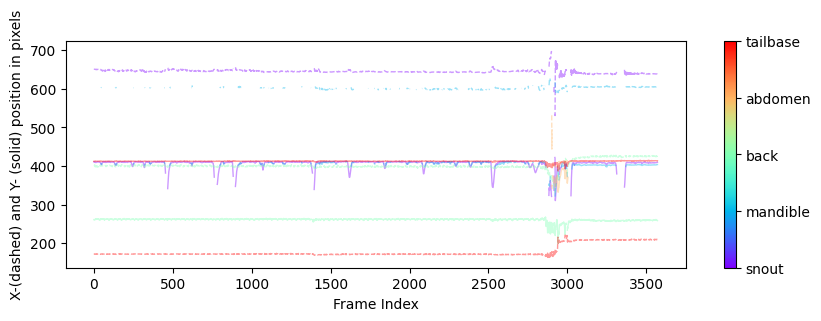 X-(dashed) and Y- (solid) position in pixels
700
600
500
400
300
200
0
500
1000
1500
2000
2500
3000
3500
Frame Index
tailbase
abdomen
back
mandible
snout